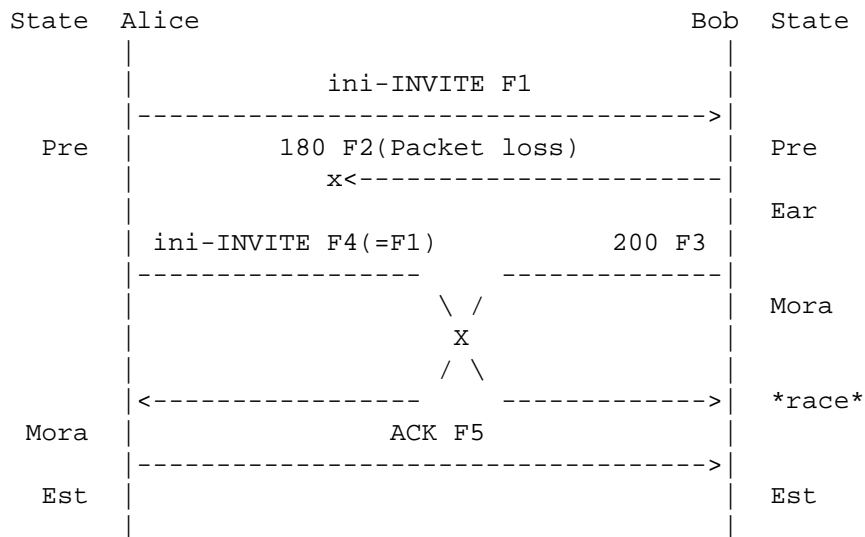 State Alice Bob State
ini-INVITE F1
------------------------------------>
Pre 180 F2(Packet loss) Pre
x<-----------------------
Ear
ini-INVITE F4(=F1) 200 F3
------------------ --------------
\ / Mora
X
/ \
<------------------ -------------> *race*
Mora ACK F5
------------------------------------>
Est Est